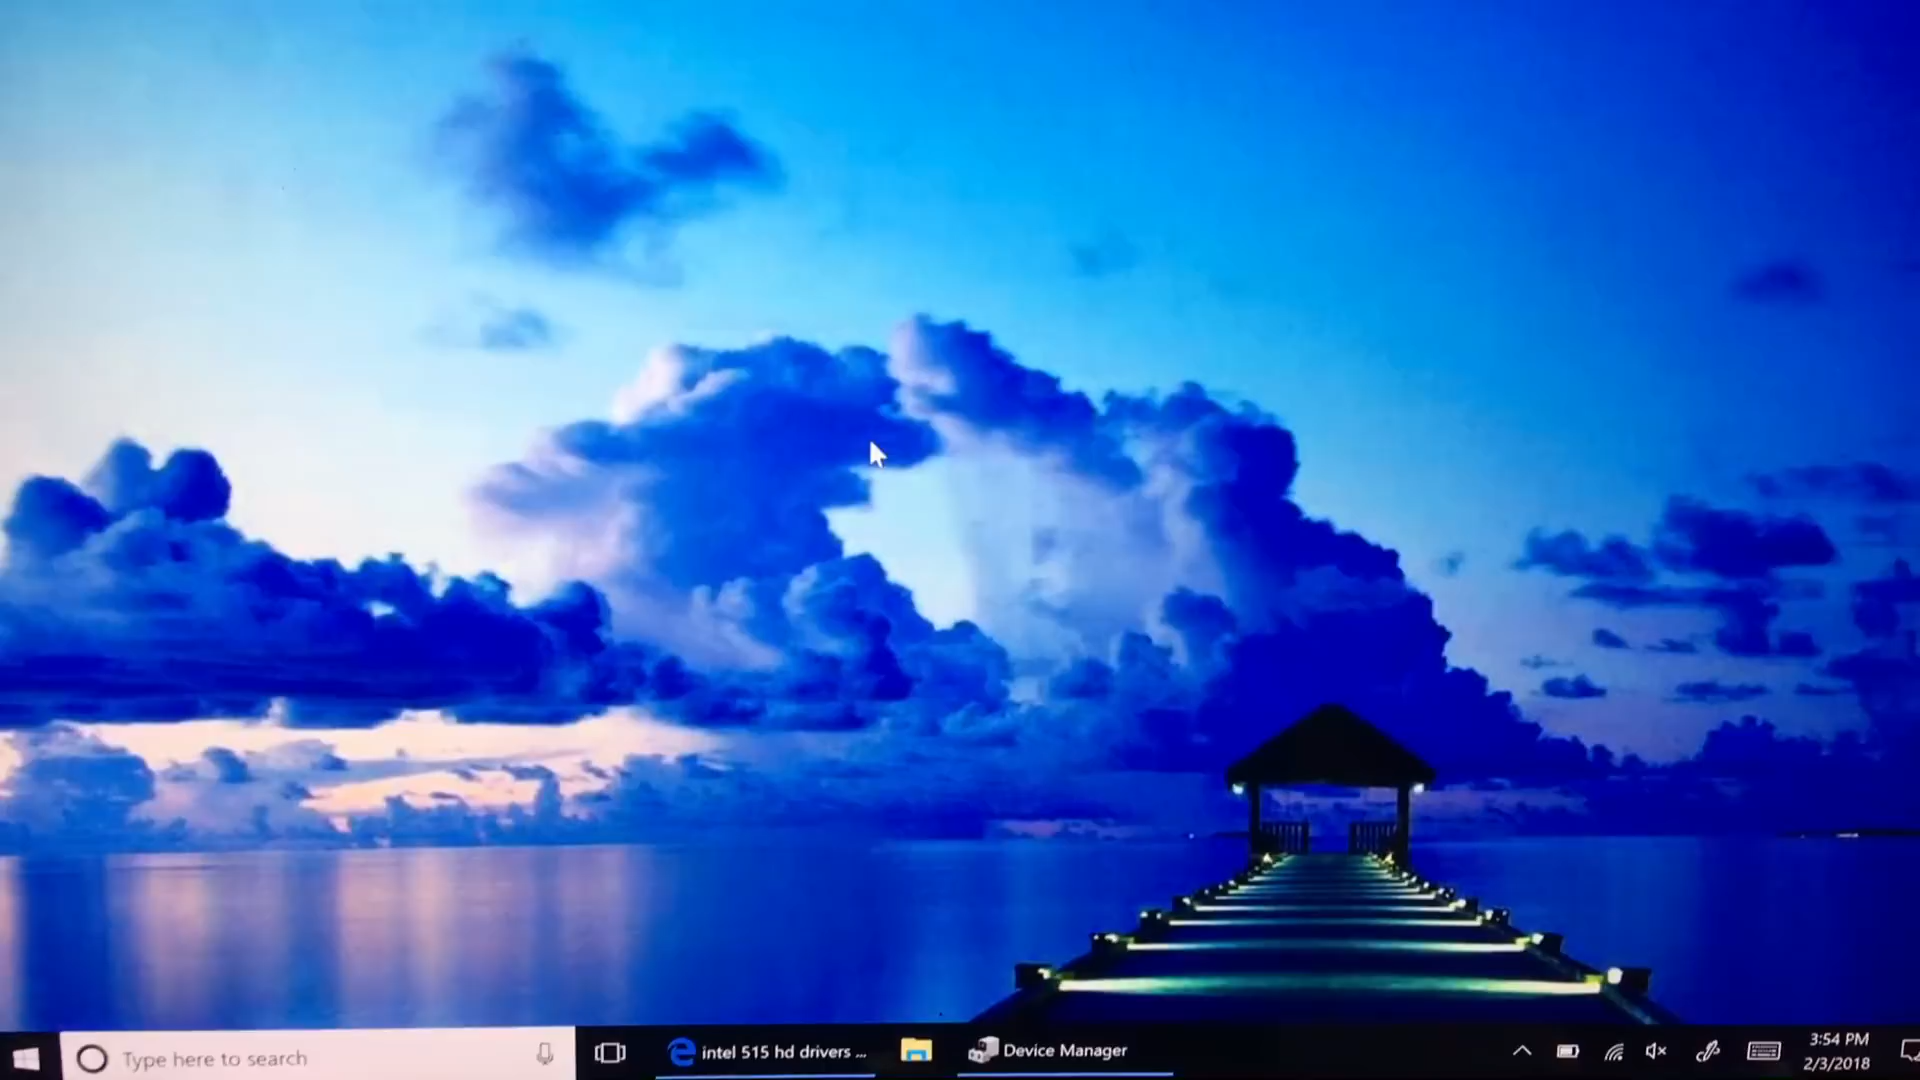 Type here to search
intel 515 hd drivers ...
Device Manager
3:54 PM
2/3/2018